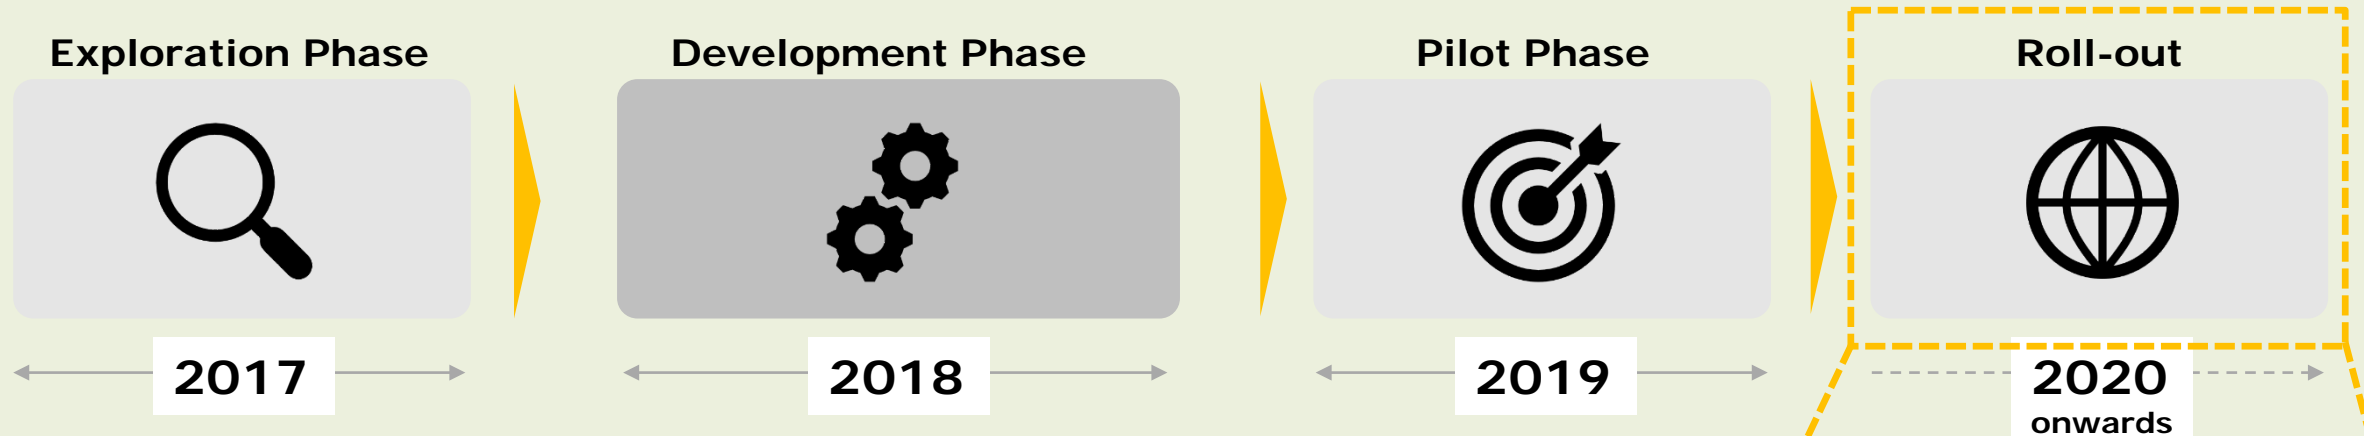 Exploration Phase
Development Phase
Pilot Phase
Roll-out
2017
2018
2019
2020
onwards